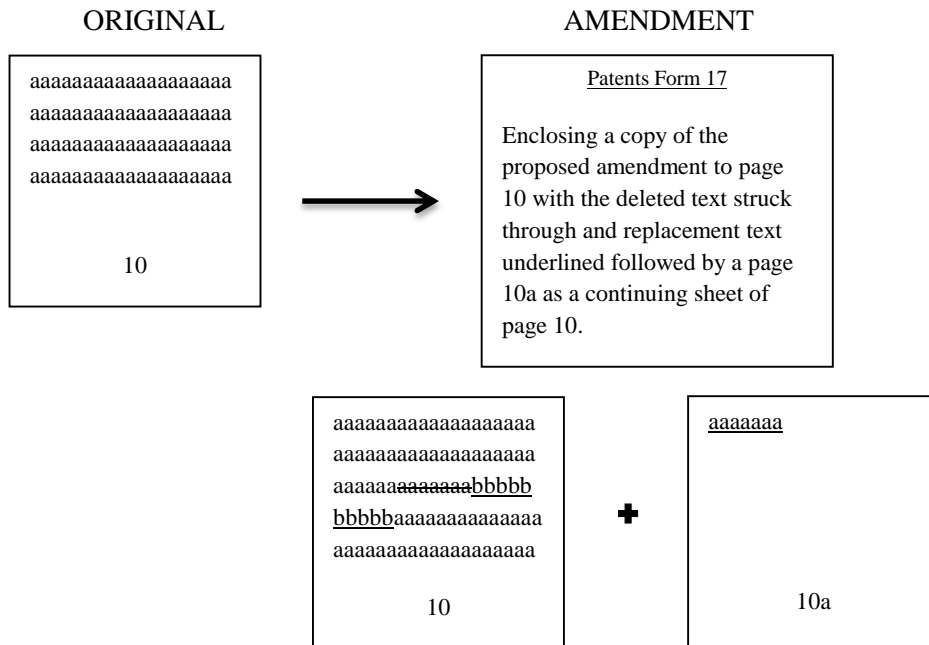 ORIGINAL
aaaaaaaaaaaaaaaaaaa
aaaaaaaaaaaaaaaaaaa
aaaaaaaaaaaaaaaaaaa
aaaaaaaaaaaaaaaaaaa
10
AMENDMENT
Patents Form 17
Enclosing a copy of the
proposed amendment to page
10 with the deleted text struck
through and replacement text
underlined followed by a page
10a as a continuing sheet of
page 10.
aaaaaaaaaaaaaaaaaaa
aaaaaaaaaaaaaaaaaaa
aaaaaaaaaaaaabbbbb
bbbbbaaaaaaaaaaaaaa
aaaaaaaaaaaaaaaaaaa
10
aaaaaaa
10a